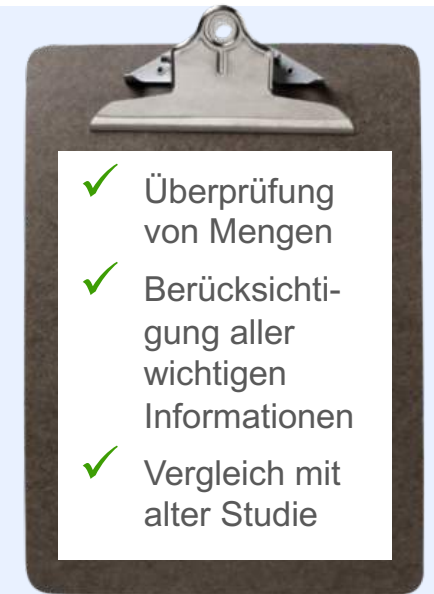 Überprüfung
von Mengen
Berücksichti-
gung aller
wichtigen
Informationen
Vergleich mit
alter Studie